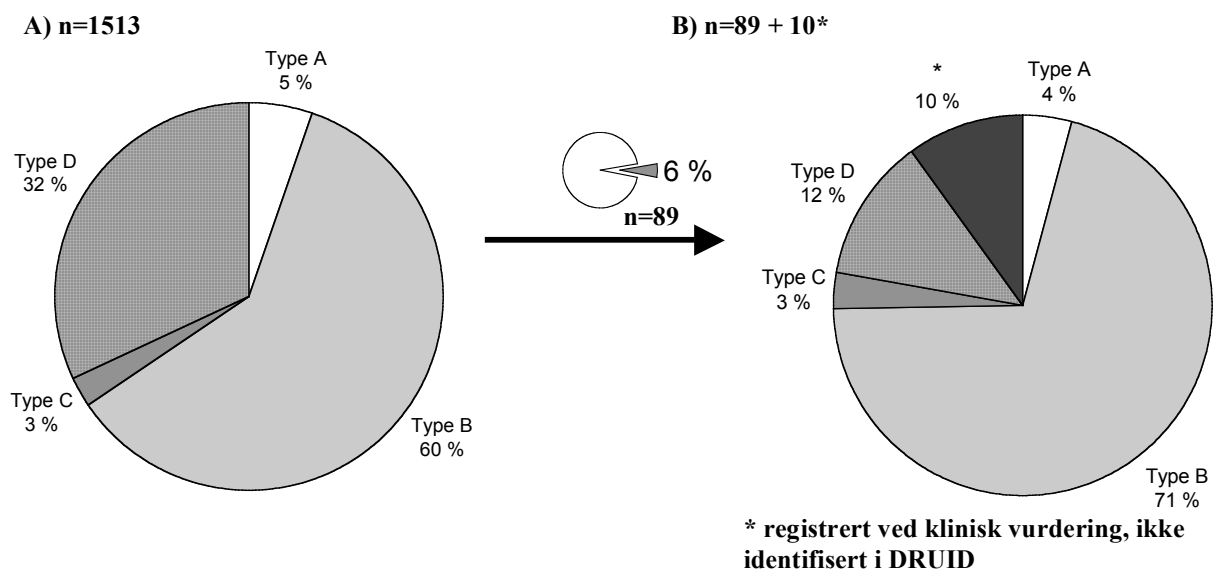 A) n=1513
Type A
5 %
Type D
32 %
Type C
3 %
Type B
60 %
6 %
n=89
B) n=89 + 10*
*
10 %
Type A
4 %
Type D
12 %
Type C
3 %
Type B
71 %
* registrert ved klinisk vurdering, ikke
identifisert i DRUID